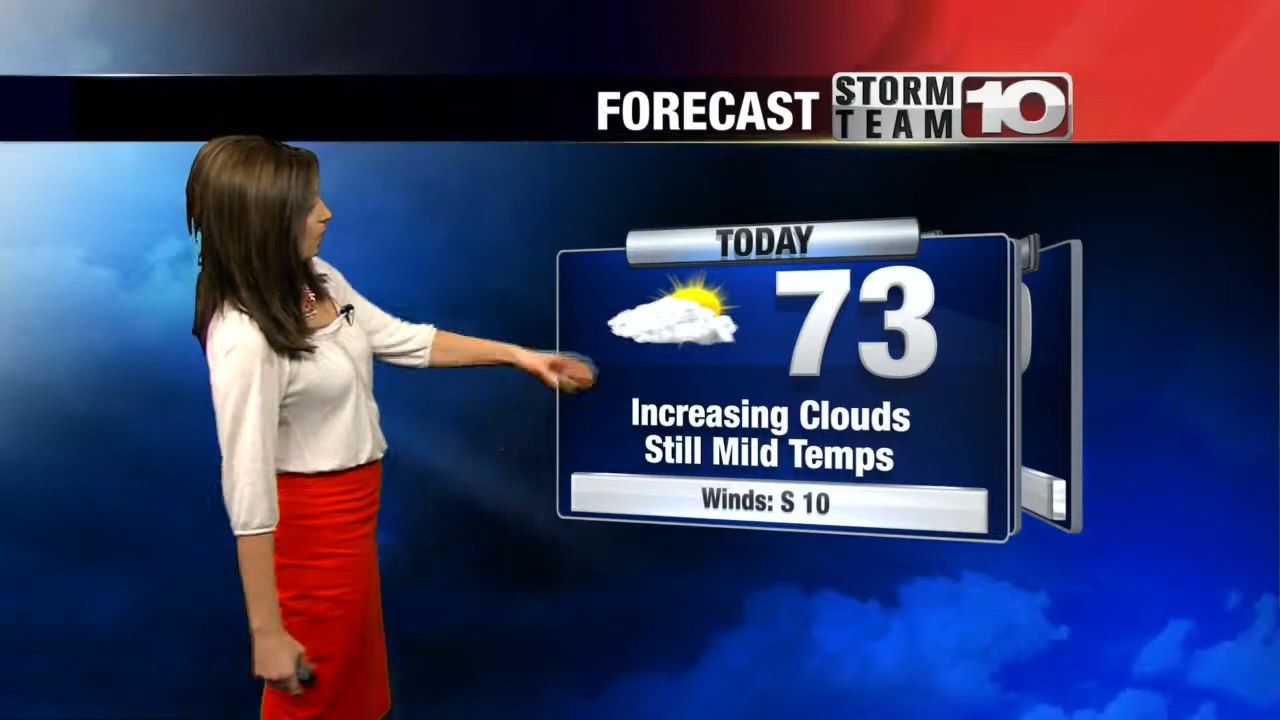 FORECAST
STORM
TEAM
10
TODAY
73
Increasing Clouds
Still Mild Temps
Winds: S 10